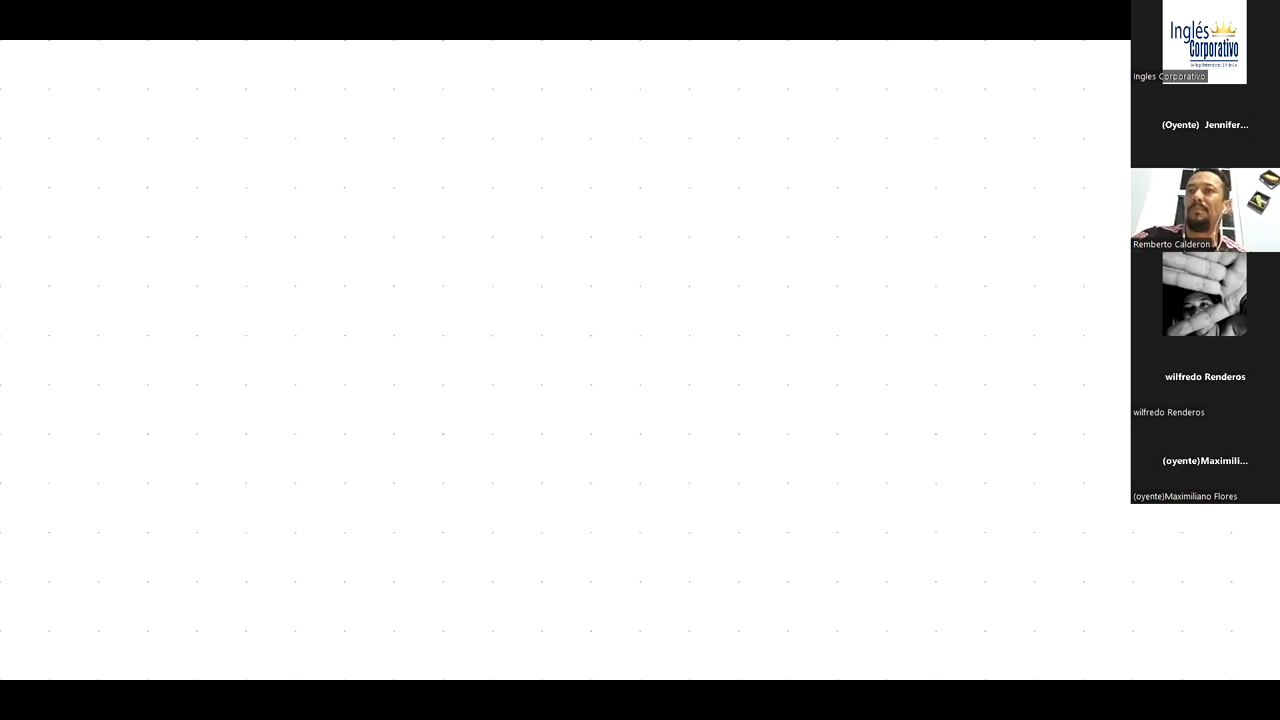 Inglés
Corporativo
Ingles Corporativo
(Oyente) Jennifer...
Remberto Calderon
wilfredo Renderos
wilfredo Renderos
(oyente)Maximili...
(oyente)Maximiliano Flores